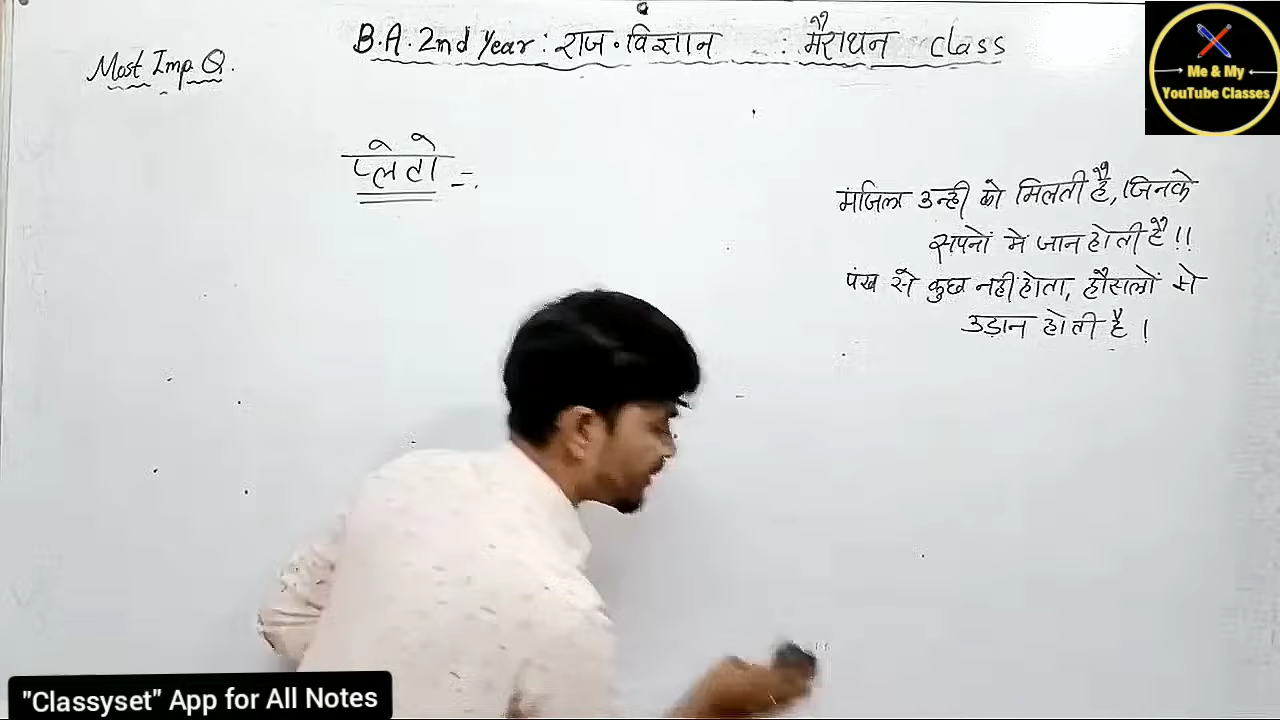 B.A. 2nd Year : राज. विज्ञान : मैराथन class
Most Imp. Q.
Me & My
YouTube Classes
प्लेटो =.
मंजिल उन्ही को मिलती है, जिनके
सपनों में जान होती है !!
पंख से कुछ नहीं होता, हौसलों से
उड़ान होती है ।
"Classyset" App for All Notes